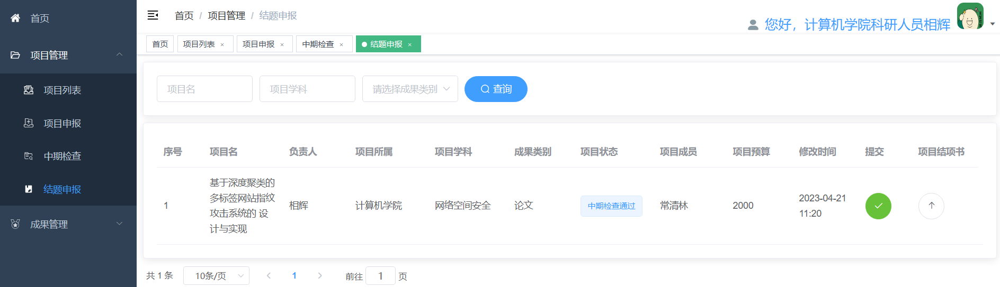 首页
项目管理
项目列表
项目申报
中期检查
结题申报
成果管理
首页 / 项目管理 / 结题申报
您好，计算机学院科研人员相辉
首页 项目列表 × 项目申报 × 中期检查 × 结题申报 ×
项目名 项目学科 请选择成果类别 查询
序号 项目名 负责人 项目所属 项目学科 成果类别 项目状态 项目成员 项目预算 修改时间 提交 项目结项书
1 基于深度聚类的 相辉 计算机学院 网络空间安全 论文 中期检查通过 常清林 2000 2023-04-21
多标签网站指纹 11:20
攻击系统的 设
计与实现
共 1 条 10条/页 1 前往 1 页